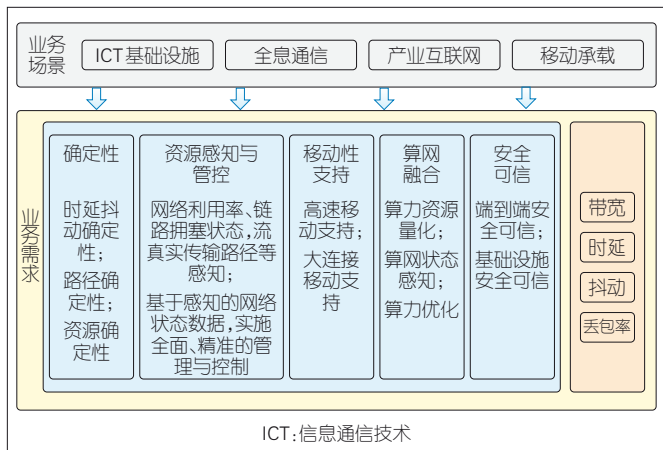 业务
场景
ICT基础设施
全息通信
产业互联网
移动承载
业务需求
确定性
时延抖
动确定
性；
路径确
定性；
资源确
定性
资源感知与
管控
网络利用率、链
路拥塞状态，流
真实传输路径等
感知；
基于感知的网络
状态数据，实施
全面、精准的管
理与控制
移动性
支持
高速移
动支持；
大连接
移动支
持
算网
融合
算力资源
量化；
算网状态
感知；
算力优化
安全
可信
端到端安
全可信；
基础设施
安全可信
带宽
时延
抖动
丢包率
ICT：信息通信技术